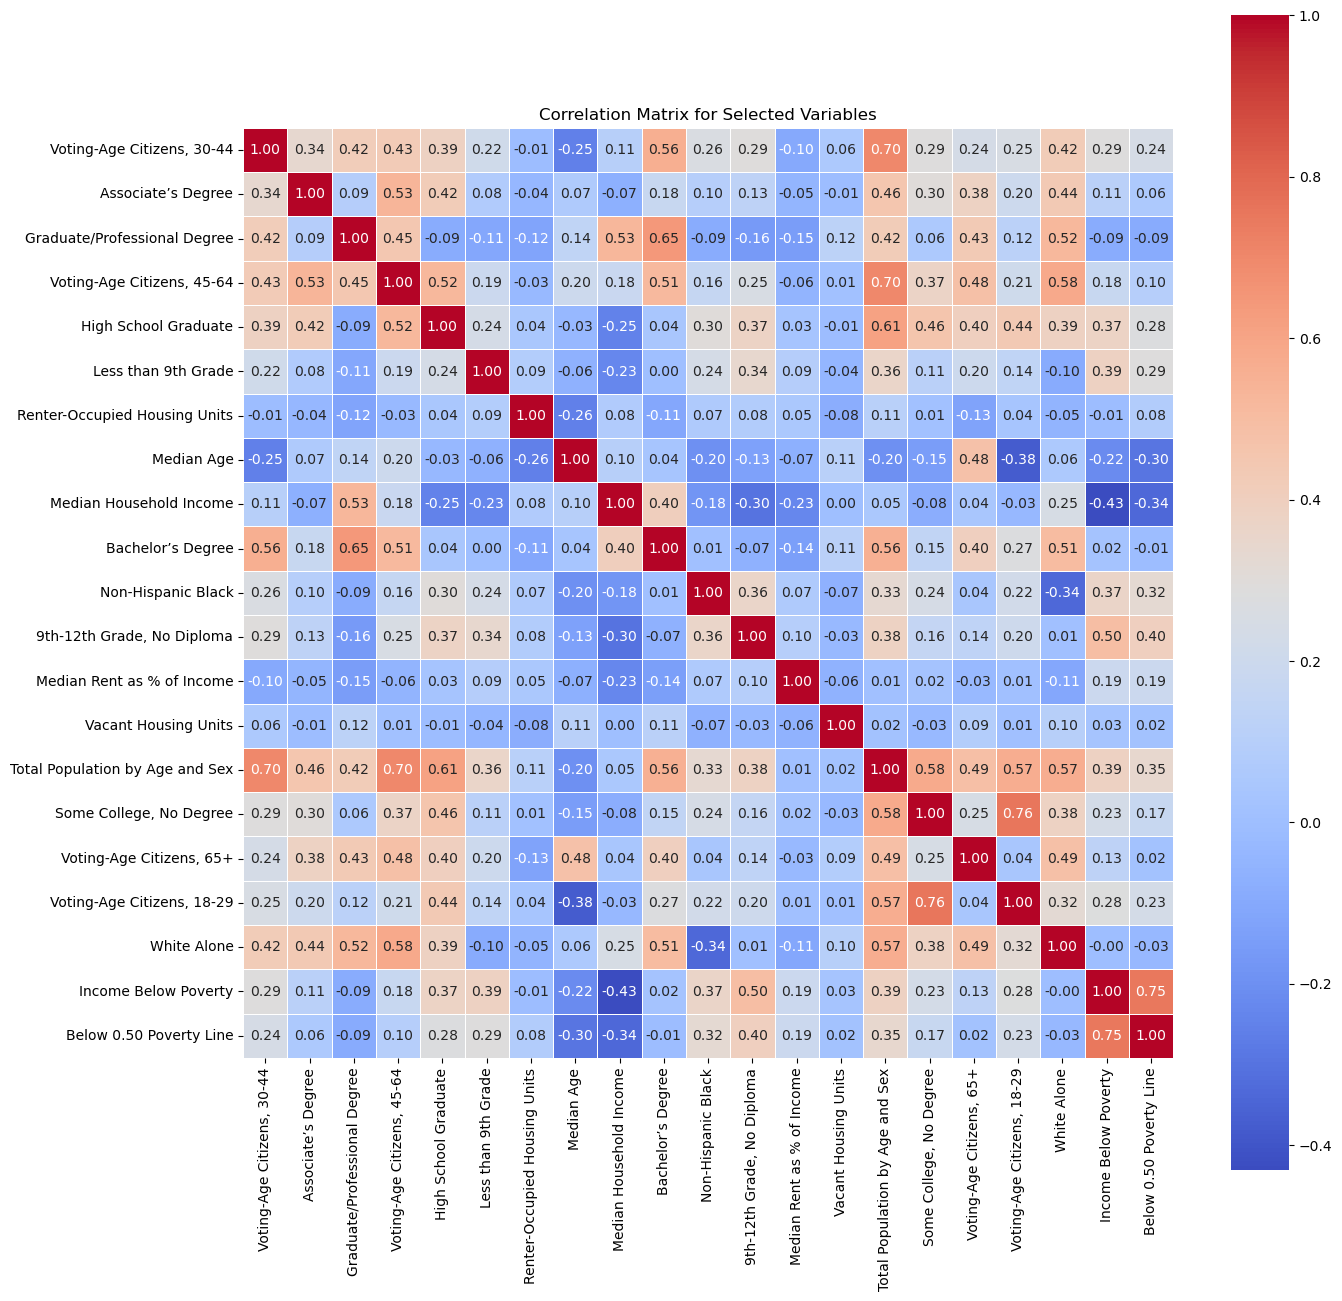 Correlation Matrix for Selected Variables
1.0
Voting-Age Citizens, 30-44 1.00 0.34 0.42 0.43 0.39 0.22 -0.01 -0.25 0.11 0.56 0.26 0.29 -0.10 0.06 0.70 0.29 0.24 0.25 0.42 0.29 0.24
Associate’s Degree 0.34 1.00 0.09 0.53 0.42 0.08 -0.04 0.07 -0.07 0.18 0.10 0.13 -0.05 -0.01 0.46 0.30 0.38 0.20 0.44 0.11 0.06
0.8
Graduate/Professional Degree 0.42 0.09 1.00 0.45 -0.09 -0.11 -0.12 0.14 0.53 0.65 -0.09 -0.16 -0.15 0.12 0.42 0.06 0.43 0.12 0.52 -0.09 -0.09
Voting-Age Citizens, 45-64 0.43 0.53 0.45 1.00 0.52 0.19 -0.03 0.20 0.18 0.51 0.16 0.25 -0.06 0.01 0.70 0.37 0.48 0.21 0.58 0.18 0.10
High School Graduate 0.39 0.42 -0.09 0.52 1.00 0.24 0.04 -0.03 -0.25 0.04 0.30 0.37 0.03 -0.01 0.61 0.46 0.40 0.44 0.39 0.37 0.28
0.6
Less than 9th Grade 0.22 0.08 -0.11 0.19 0.24 1.00 0.09 -0.06 -0.23 0.00 0.24 0.34 0.09 -0.04 0.36 0.11 0.20 0.14 -0.10 0.39 0.29
Renter-Occupied Housing Units -0.01 -0.04 -0.12 -0.03 0.04 0.09 1.00 -0.26 0.08 -0.11 0.07 0.08 0.05 -0.08 0.11 0.01 -0.13 0.04 -0.05 -0.01 0.08
Median Age -0.25 0.07 0.14 0.20 -0.03 -0.06 -0.26 1.00 0.10 0.04 -0.20 -0.13 -0.07 0.11 -0.20 -0.15 0.48 -0.38 0.06 -0.22 -0.30
Median Household Income 0.11 -0.07 0.53 0.18 -0.25 -0.23 0.08 0.10 1.00 0.40 -0.18 -0.30 -0.23 0.00 0.05 -0.08 0.04 -0.03 0.25 -0.43 -0.34
0.4
Bachelor’s Degree 0.56 0.18 0.65 0.51 0.04 0.00 -0.11 0.04 0.40 1.00 0.01 -0.07 -0.14 0.11 0.56 0.15 0.40 0.27 0.51 0.02 -0.01
Non-Hispanic Black 0.26 0.10 -0.09 0.16 0.30 0.24 0.07 -0.20 -0.18 0.01 1.00 0.36 0.07 -0.07 0.33 0.24 0.04 0.22 -0.34 0.37 0.32
9th-12th Grade, No Diploma 0.29 0.13 -0.16 0.25 0.37 0.34 0.08 -0.13 -0.30 -0.07 0.36 1.00 0.10 -0.03 0.38 0.16 0.14 0.20 0.01 0.50 0.40
0.2
Median Rent as % of Income -0.10 -0.05 -0.15 -0.06 0.03 0.09 0.05 -0.07 -0.23 -0.14 0.07 0.10 1.00 -0.06 0.01 0.02 -0.03 0.01 -0.11 0.19 0.19
Vacant Housing Units 0.06 -0.01 0.12 0.01 -0.01 -0.04 -0.08 0.11 0.00 0.11 -0.07 -0.03 -0.06 1.00 0.02 -0.03 0.09 0.01 0.10 0.03 0.02
Total Population by Age and Sex 0.70 0.46 0.42 0.70 0.61 0.36 0.11 -0.20 0.05 0.56 0.33 0.38 0.01 0.02 1.00 0.58 0.49 0.57 0.57 0.39 0.35
Some College, No Degree 0.29 0.30 0.06 0.37 0.46 0.11 0.01 -0.15 -0.08 0.15 0.24 0.16 0.02 -0.03 0.58 1.00 0.25 0.76 0.38 0.23 0.17
0.0
Voting-Age Citizens, 65+ 0.24 0.38 0.43 0.48 0.40 0.20 -0.13 0.48 0.04 0.40 0.04 0.14 -0.03 0.09 0.49 0.25 1.00 0.04 0.49 0.13 0.02
Voting-Age Citizens, 18-29 0.25 0.20 0.12 0.21 0.44 0.14 0.04 -0.38 -0.03 0.27 0.22 0.20 0.01 0.01 0.57 0.76 0.04 1.00 0.32 0.28 0.23
White Alone 0.42 0.44 0.52 0.58 0.39 -0.10 -0.05 0.06 0.25 0.51 -0.34 0.01 -0.11 0.10 0.57 0.38 0.49 0.32 1.00 -0.00 -0.03
−0.2
Income Below Poverty 0.29 0.11 -0.09 0.18 0.37 0.39 -0.01 -0.22 -0.43 0.02 0.37 0.50 0.19 0.03 0.39 0.23 0.13 0.28 -0.00 1.00 0.75
Below 0.50 Poverty Line 0.24 0.06 -0.09 0.10 0.28 0.29 0.08 -0.30 -0.34 -0.01 0.32 0.40 0.19 0.02 0.35 0.17 0.02 0.23 -0.03 0.75 1.00
−0.4
Voting-Age Citizens, 30-44
Associate’s Degree
Graduate/Professional Degree
Voting-Age Citizens, 45-64
High School Graduate
Less than 9th Grade
Renter-Occupied Housing Units
Median Age
Median Household Income
Bachelor’s Degree
Non-Hispanic Black
9th-12th Grade, No Diploma
Median Rent as % of Income
Vacant Housing Units
Total Population by Age and Sex
Some College, No Degree
Voting-Age Citizens, 65+
Voting-Age Citizens, 18-29
White Alone
Income Below Poverty
Below 0.50 Poverty Line